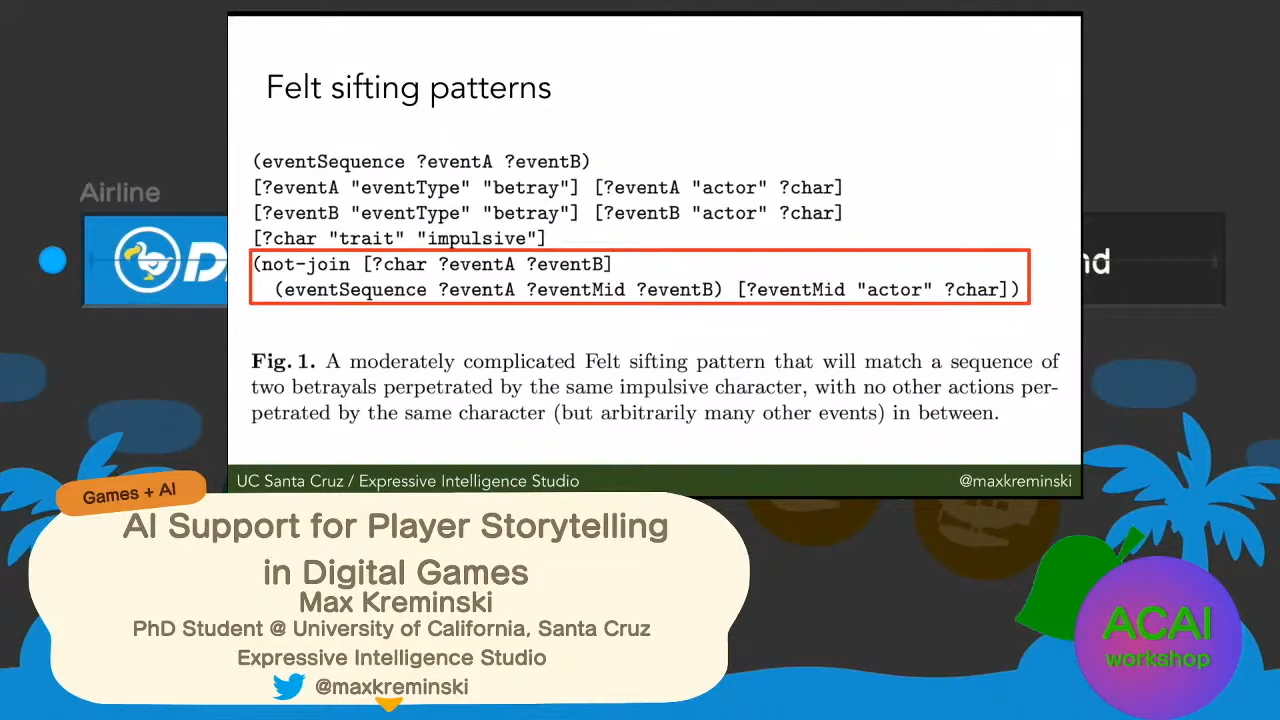 Felt sifting patterns
(eventSequence ?eventA ?eventB)
[?eventA "eventType" "betray"] [?eventA "actor" ?char]
[?eventB "eventType" "betray"] [?eventB "actor" ?char]
[?char "trait" "impulsive"]
(not-join [?char ?eventA ?eventB]
(eventSequence ?eventA ?eventMid ?eventB) [?eventMid "actor" ?char])
Fig. 1. A moderately complicated Felt sifting pattern that will match a sequence of
two betrayals perpetrated by the same impulsive character, with no other actions per-
petrated by the same character (but arbitrarily many other events) in between.
UC Santa Cruz / Expressive Intelligence Studio
@maxkreminski
Airline
Games + AI
AI Support for Player Storytelling
in Digital Games
Max Kreminski
PhD Student @ University of California, Santa Cruz
Expressive Intelligence Studio
@maxkreminski
ACAI
workshop